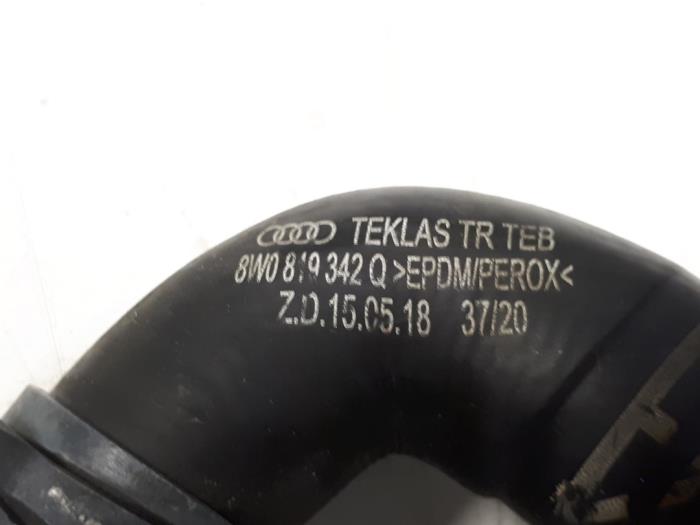 TEKLAS TR TEB
8W0 819 342 Q >EPDM/PEROX<
Z.D.15.05.18 37/20